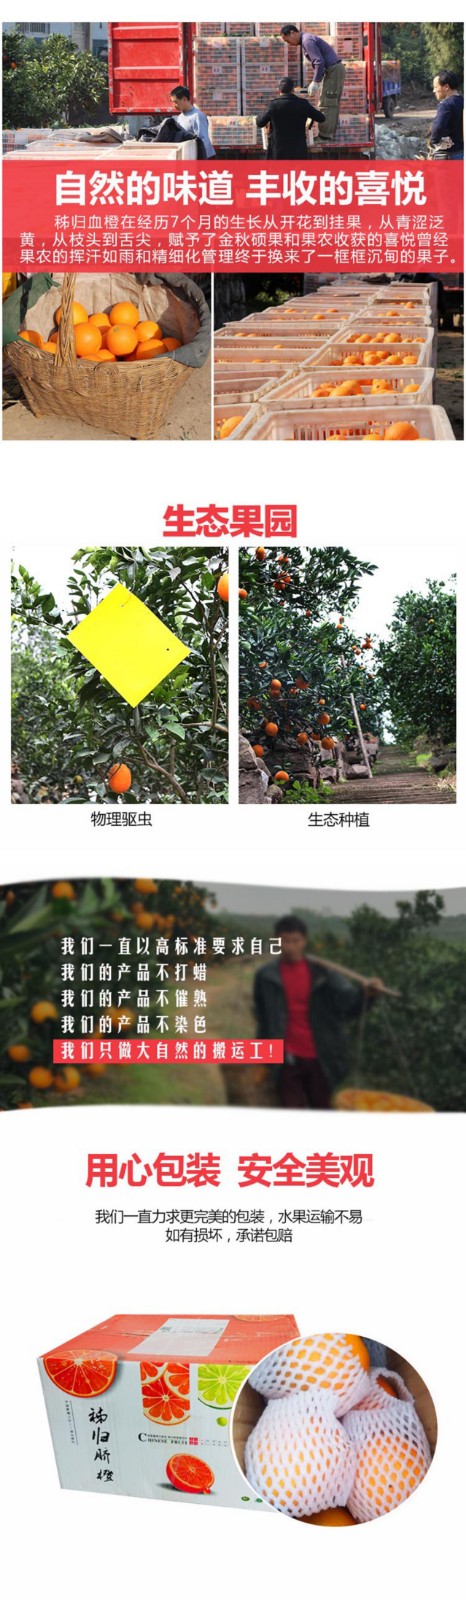 自然的味道 丰收的喜悦
秭归血橙在经历7个月的生长从开花到挂果，从青涩泛
黄，从枝头到舌尖，赋予了金秋硕果和果农收获的喜悦曾经
果农的挥汗如雨和精细化管理终于换来了一框框沉甸的果子。
生态果园
物理驱虫
生态种植
我们一直以高标准要求自己
我们的产品不打蜡
我们的产品不催熟
我们的产品不染色
我们只做大自然的搬运工!
用心包装 安全美观
我们一直力求更完美的包装，水果运输不易
如有损坏，承诺包赔
秭归脐橙
CHINESE FRUIT